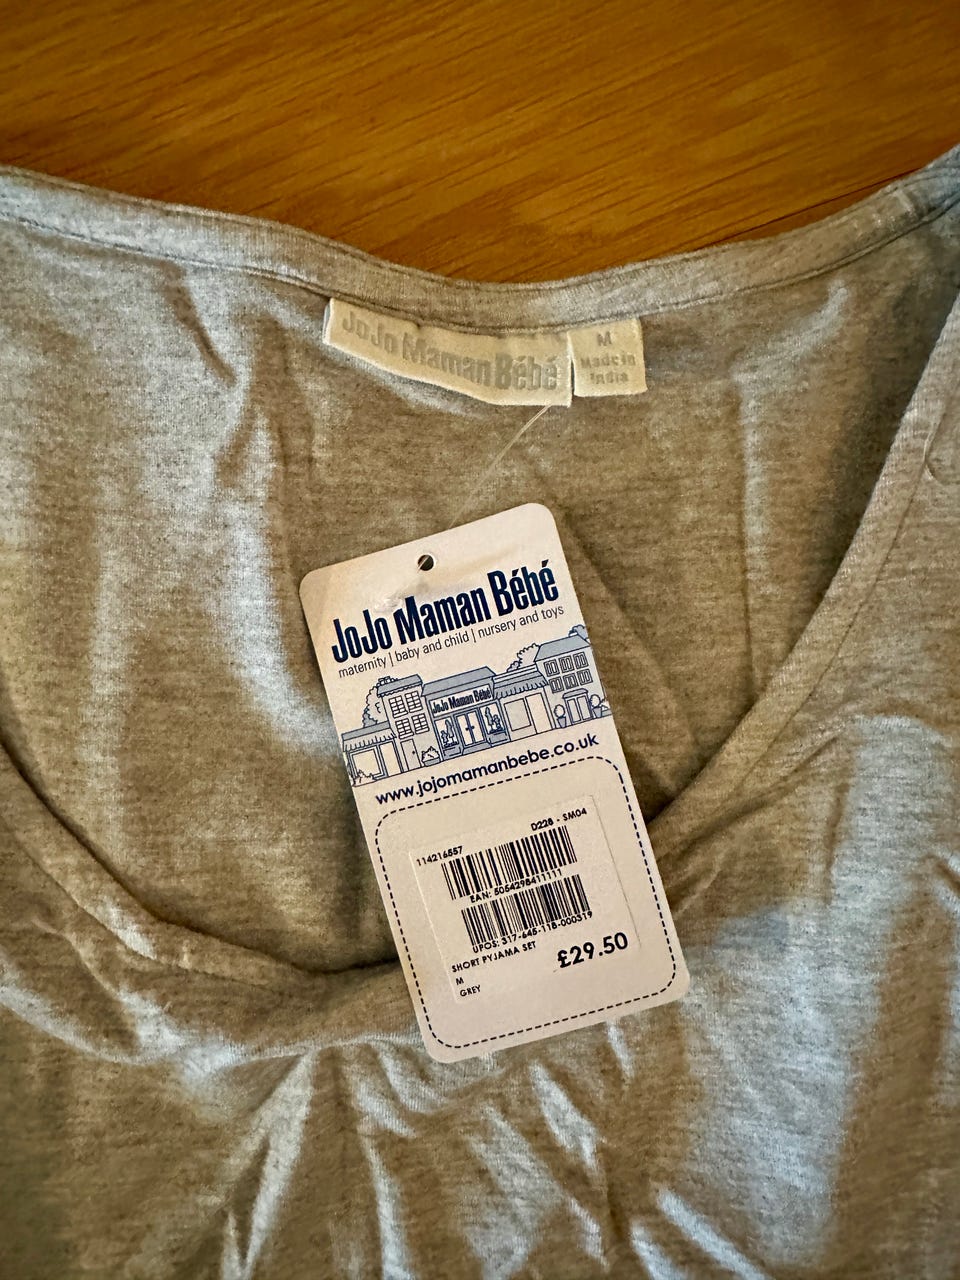 JoJo Maman Bébé
M
Made in
India
JoJo Maman Bébé
maternity | baby and child | nursery and toys
JoJo Maman Bébé
www.jojomamanbebe.co.uk
D228 - SM04
114216557
EAN: 5054298411111
UPOS: 317-645-118-000319
SHORT PYJAMA SET
£29.50
M
GREY